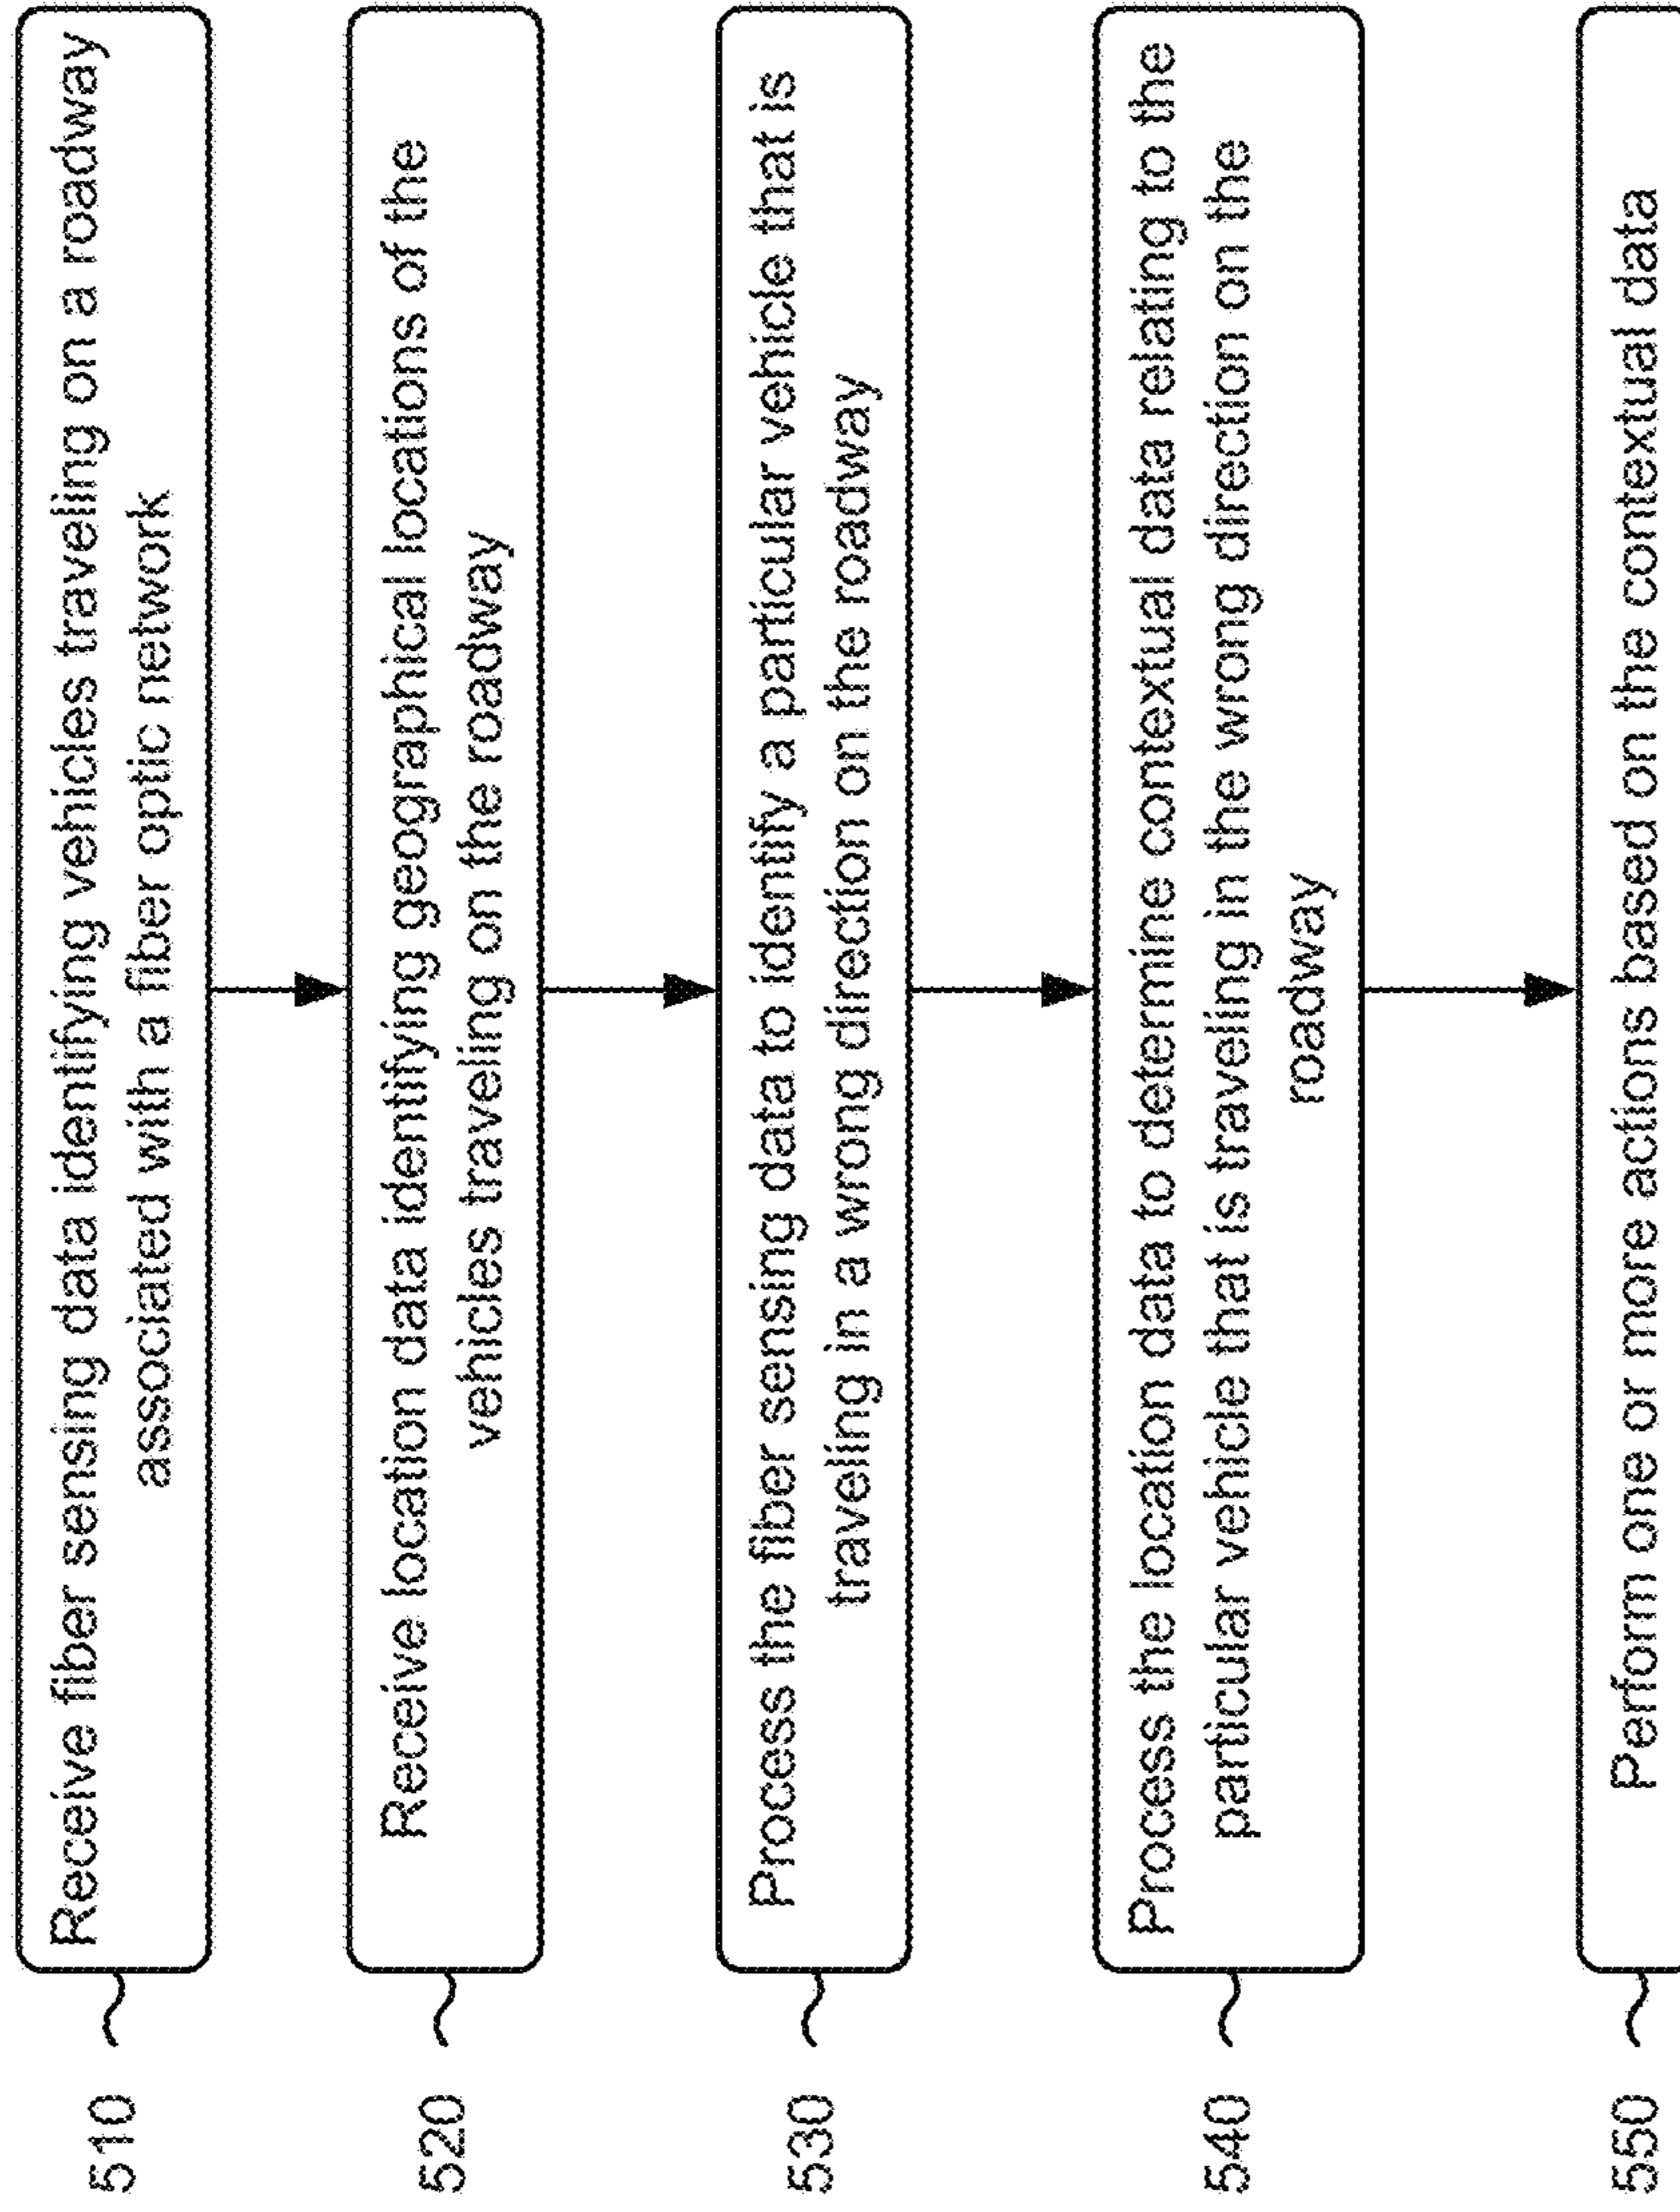 510
Receive fiber sensing data identifying vehicles traveling on a roadway
associated with a fiber optic network
520
Receive location data identifying geographical locations of the
vehicles traveling on the roadway
530
Process the fiber sensing data to identify a particular vehicle that is
traveling in a wrong direction on the roadway
540
Process the location data to determine contextual data relating to the
particular vehicle that is traveling in the wrong direction on the
roadway
550
Perform one or more actions based on the contextual data